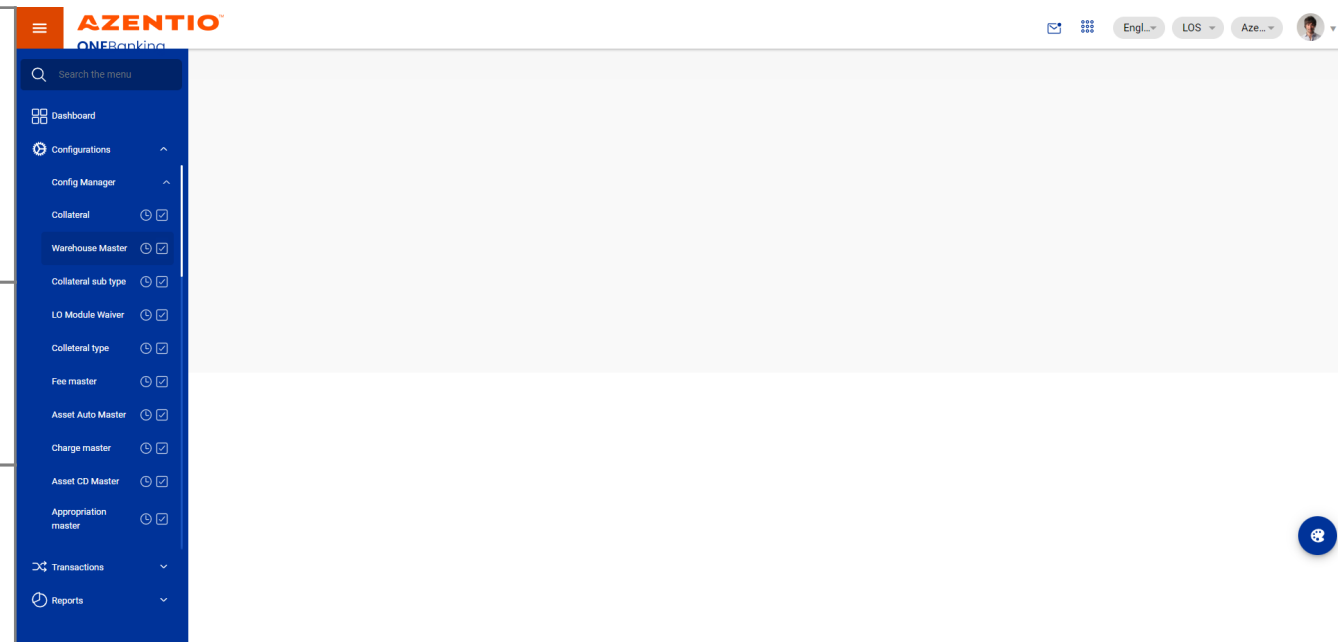 AZENTIO™
ONEBanking
Engl...
LOS
Aze...
Search the menu
Dashboard
Configurations
Config Manager
Collateral
Warehouse Master
Collateral sub type
LO Module Waiver
Colleteral type
Fee master
Asset Auto Master
Charge master
Asset CD Master
Appropriation
master
Transactions
Reports